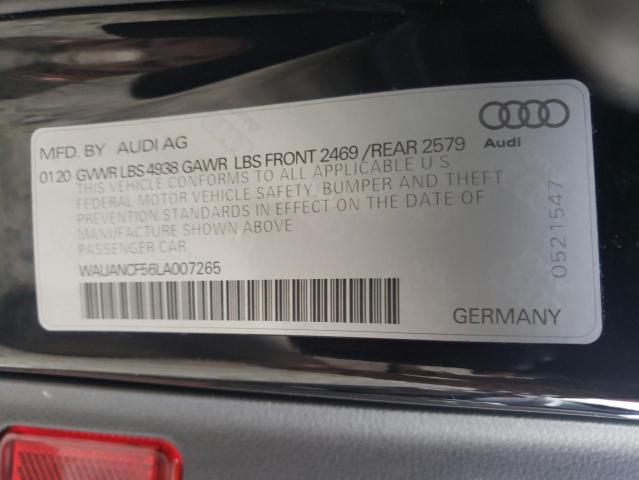 MFD. BY AUDI AG
0120 GVWR LBS 4938 GAWR LBS FRONT 2469 /REAR 2579
THIS VEHICLE CONFORMS TO ALL APPLICABLE U S
FEDERAL MOTOR VEHICLE SAFETY, BUMPER AND THEFT
PREVENTION STANDARDS IN EFFECT ON THE DATE OF
MANUFACTURE SHOWN ABOVE
PASSENGER CAR
WAUANCF56LA007265
Audi
0521547
GERMANY